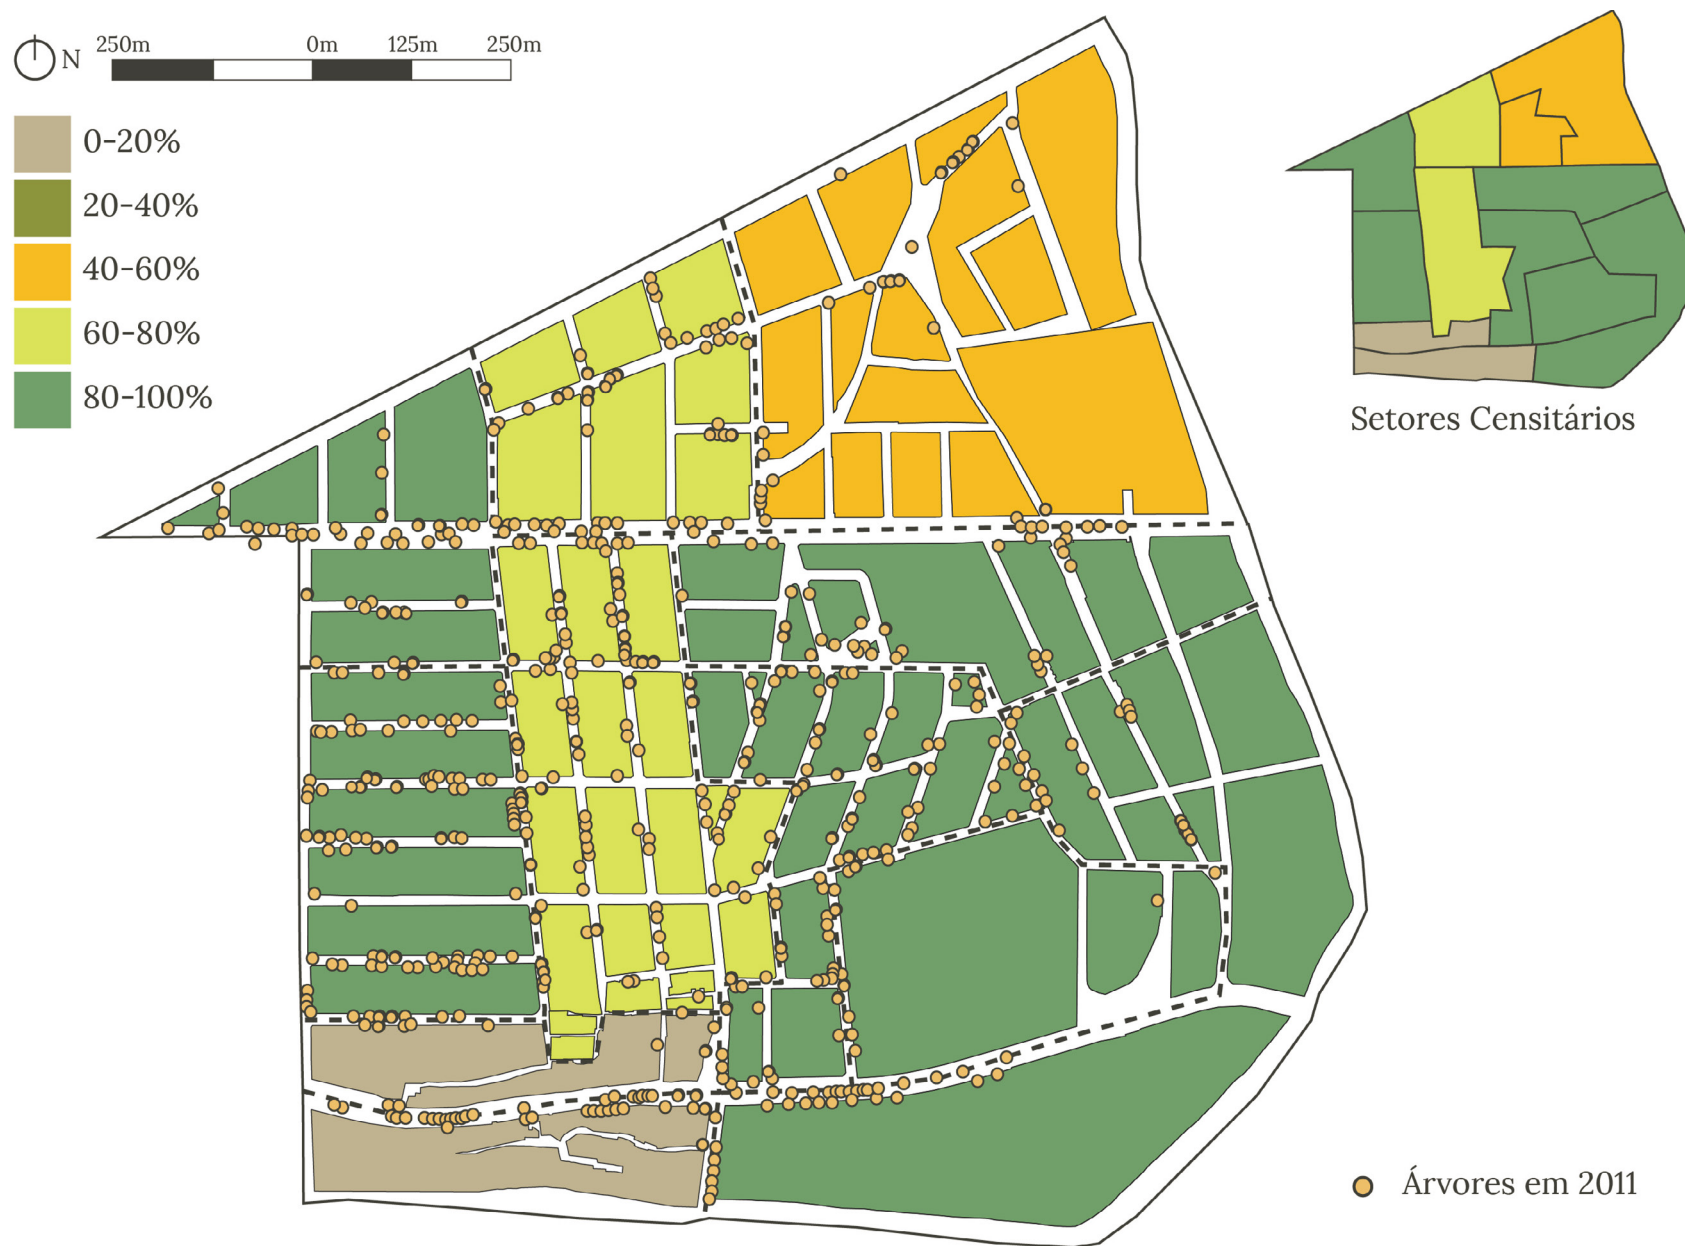 N
250m 0m 125m 250m
0-20%
20-40%
40-60%
60-80%
80-100%
Setores Censitários
Árvores em 2011